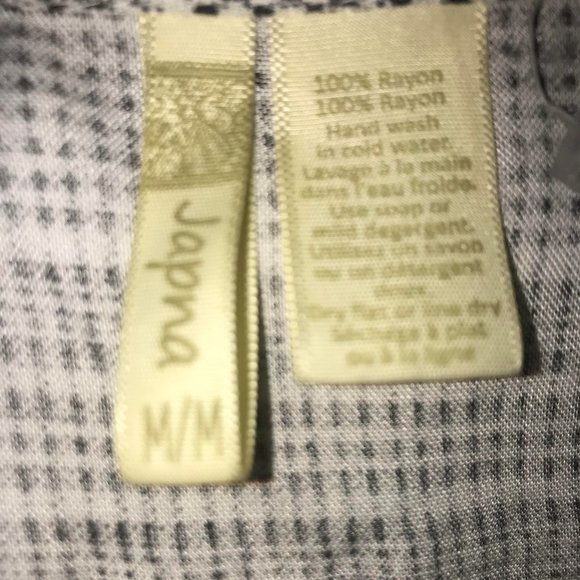 Japna
M/M
100% Rayon
100% Rayon
Hand wash
in cold water.
Lavage à la main
dans l'eau froide.
Use soap or
mild degergent.
Utilisez un savon
ou un détergent
doux
Dry flat or line dry
Séchage à plat
ou à la ligne